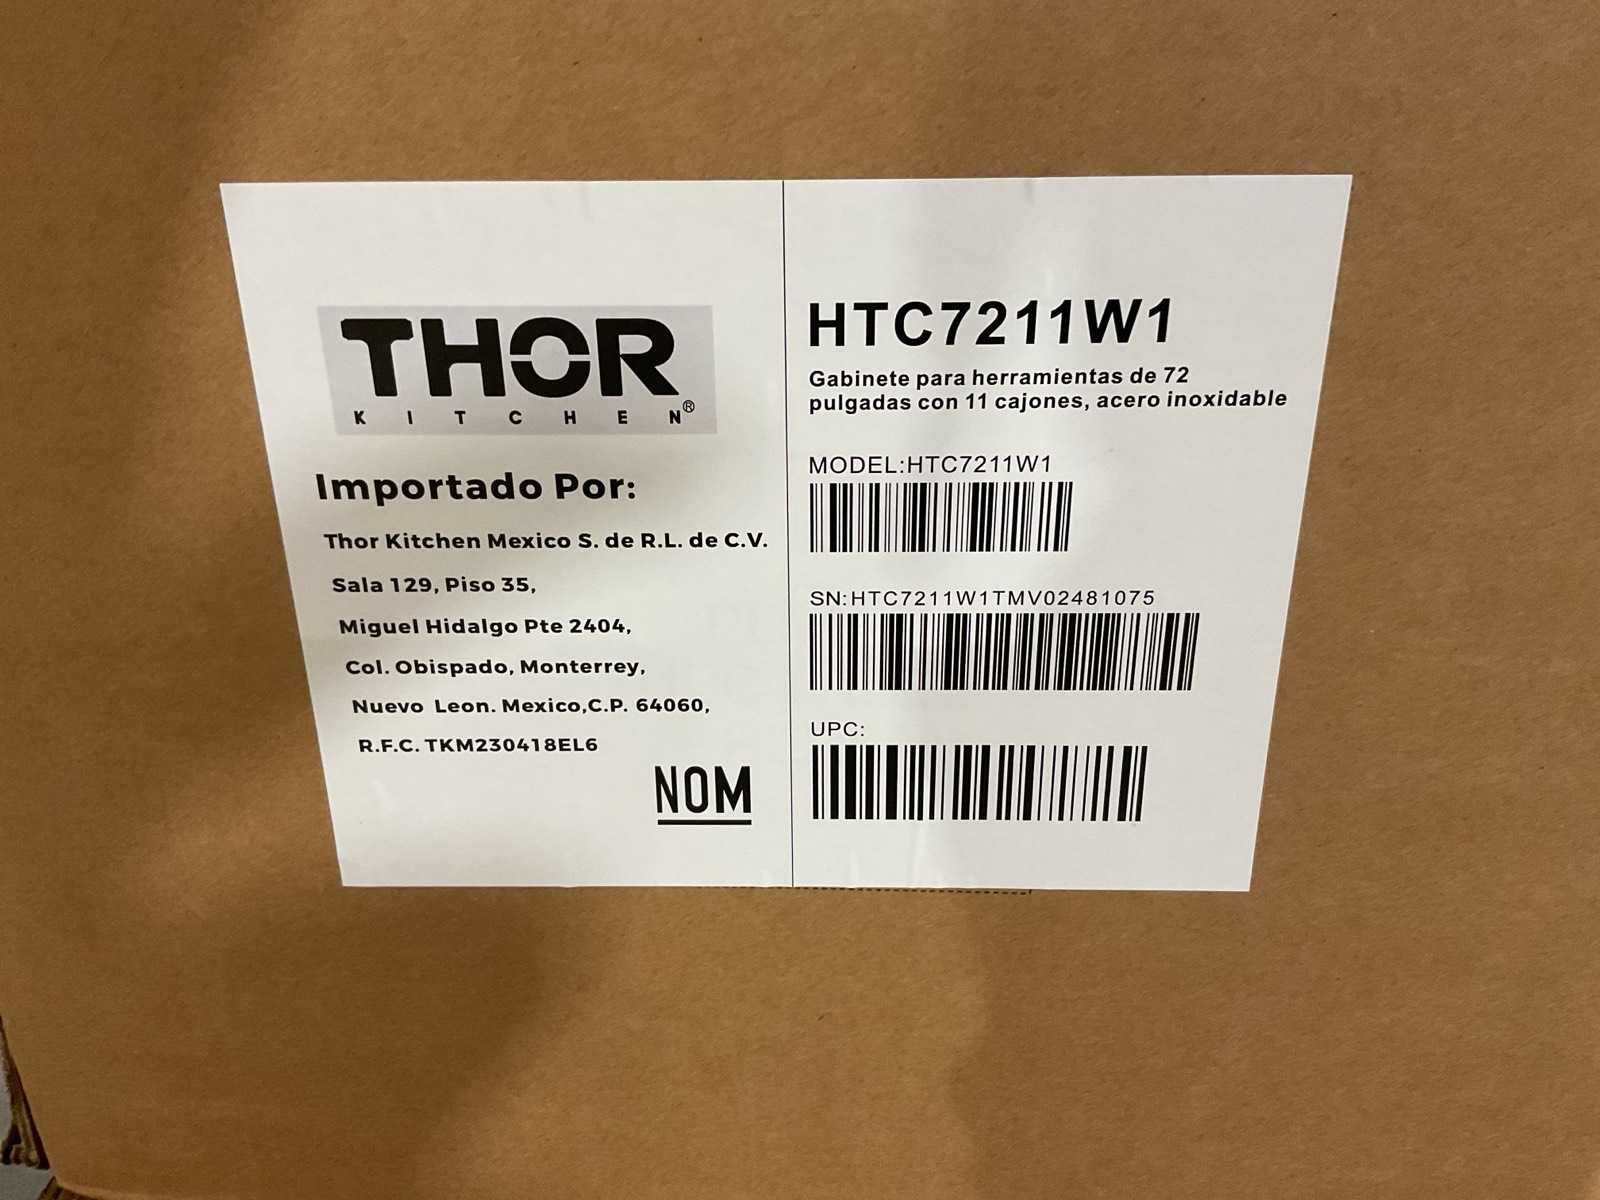 THOR
KITCHEN®
Importado Por:
Thor Kitchen Mexico S. de R.L. de C.V.
Sala 129, Piso 35,
Miguel Hidalgo Pte 2404,
Col. Obispado, Monterrey,
Nuevo Leon. Mexico,C.P. 64060,
R.F.C. TKM230418EL6
NOM
HTC7211W1
Gabinete para herramientas de 72
pulgadas con 11 cajones, acero inoxidable
MODEL:HTC7211W1
SN:HTC7211W1TMV02481075
UPC: